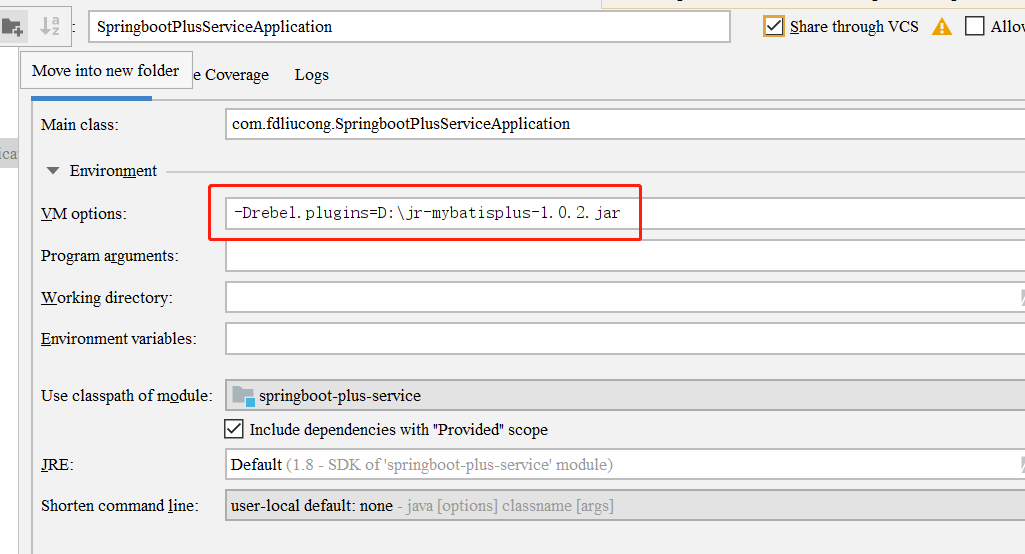 : SpringbootPlusServiceApplication Share through VCS Allow
Move into new folder e Coverage Logs
Main class: com.fdliucong.SpringbootPlusServiceApplication
ica
Environment
VM options: -Drebel.plugins=D:\jr-mybatisplus-1.0.2.jar
Program arguments:
Working directory:
Environment variables:
Use classpath of module: springboot-plus-service
Include dependencies with "Provided" scope
JRE: Default (1.8 - SDK of 'springboot-plus-service' module)
Shorten command line: user-local default: none - java [options] classname [args]